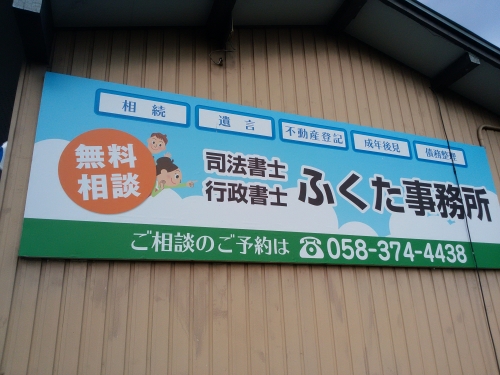 相続
遺言
不動産登記
成年後見
債務整理
無料
相談
司法書士
行政書士
ふくた事務所
ご相談のご予約は ☎058-374-4438